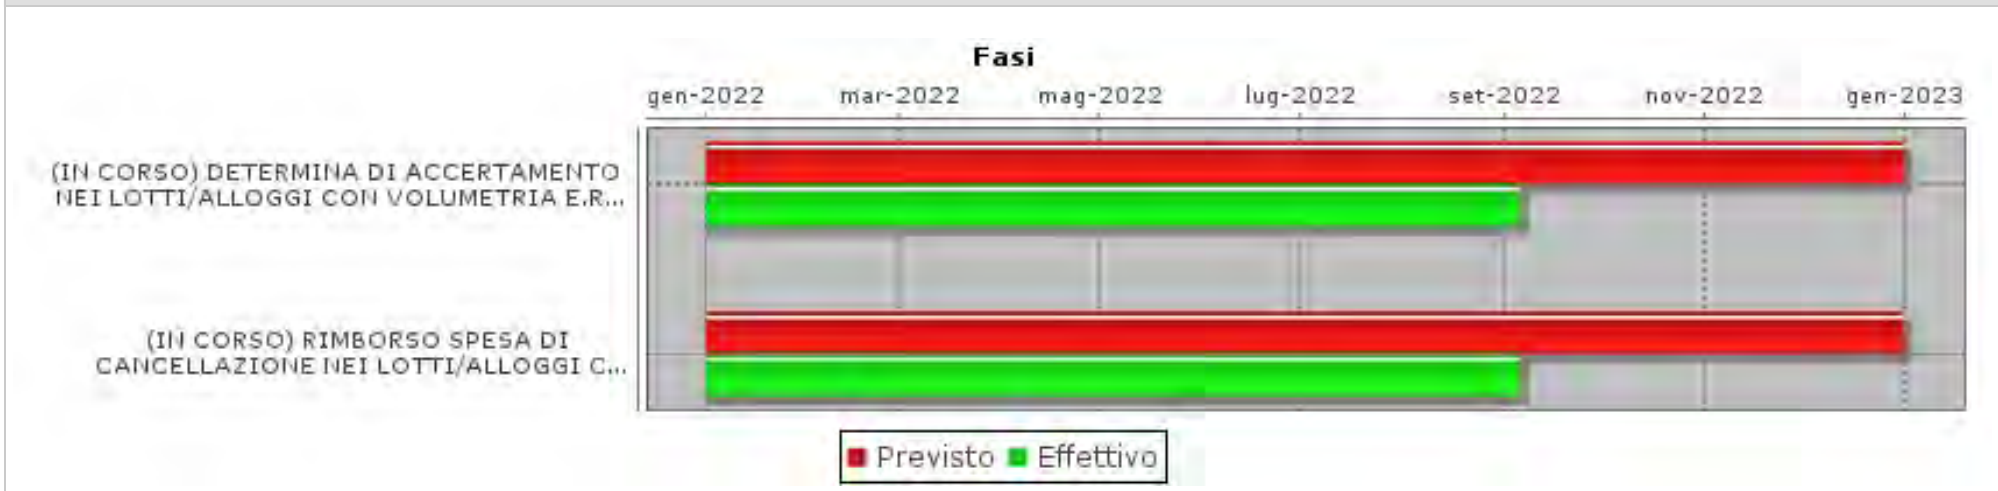 Fasi
gen-2022 mar-2022 mag-2022 lug-2022 set-2022 nov-2022 gen-2023
(IN CORSO) DETERMINA DI ACCERTAMENTO
NEI LOTTI/ALLOGGI CON VOLUMETRIA E.R...
(IN CORSO) RIMBORSO SPESA DI
CANCELLAZIONE NEI LOTTI/ALLOGGI C...
Previsto Effettivo